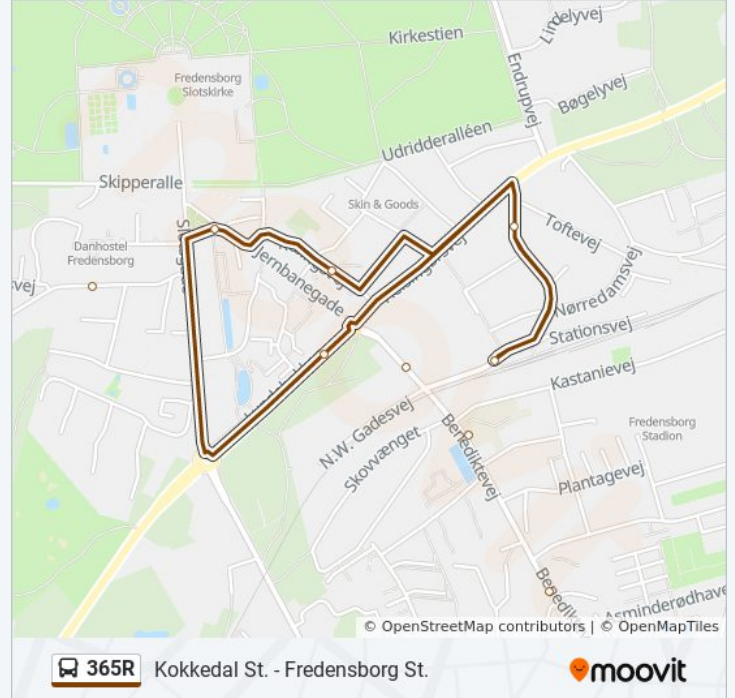 Kirkestien
Lindelyvej
Endrupvej
Bøgelyvej
Fredensborg
Slotskirke
Udridderalléen
Skipperalle
Skin & Goods
Danhostel
Fredensborg
Toftevej
Jernbanegade
Nørredamsvej
Stationsvej
Kastanievej
N.W. Gadesvej
Skovvænget
Benediktevej
Fredensborg
Stadion
Plantagevej
Asminderødhave
© OpenStreetMap contributors | © OpenMapTiles
365R Kokkedal St. - Fredensborg St.
moovit